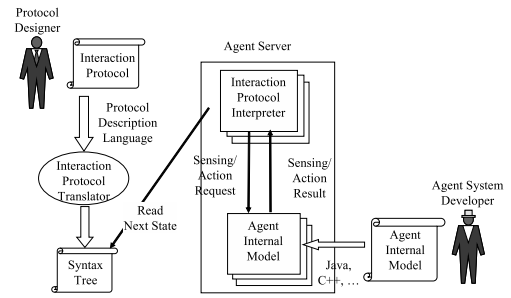 Protocol
Designer
Interaction
Protocol
Protocol
Description
Language
Interaction
Protocol
Translator
Syntax
Tree
Read
Next State
Agent Server
Interaction
Protocol
Interpreter
Sensing/
Action
Request
Sensing/
Action
Result
Agent
Internal
Model
Java,
C++, …
Agent
Internal
Model
Agent System
Developer